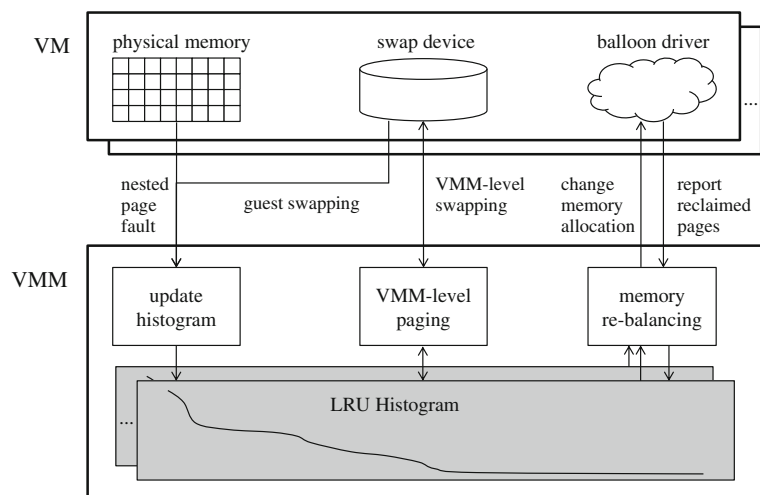 VM
physical memory
swap device
balloon driver
...
nested
page
fault
guest swapping
VMM-level
swapping
change
memory
allocation
report
reclaimed
pages
VMM
update
histogram
VMM-level
paging
memory
re-balancing
LRU Histogram
...